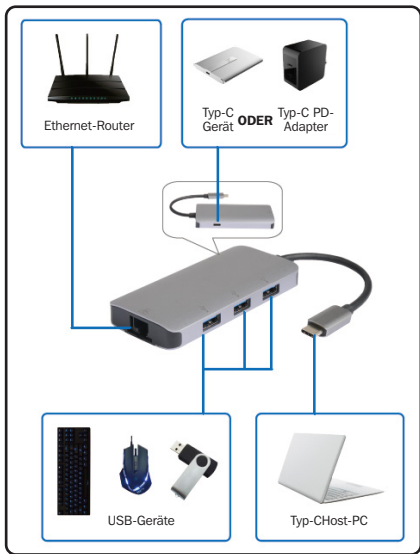 Ethernet-Router
Typ-C
Gerät
ODER
Typ-C PD-
Adapter
USB-Geräte
Typ-CHost-PC